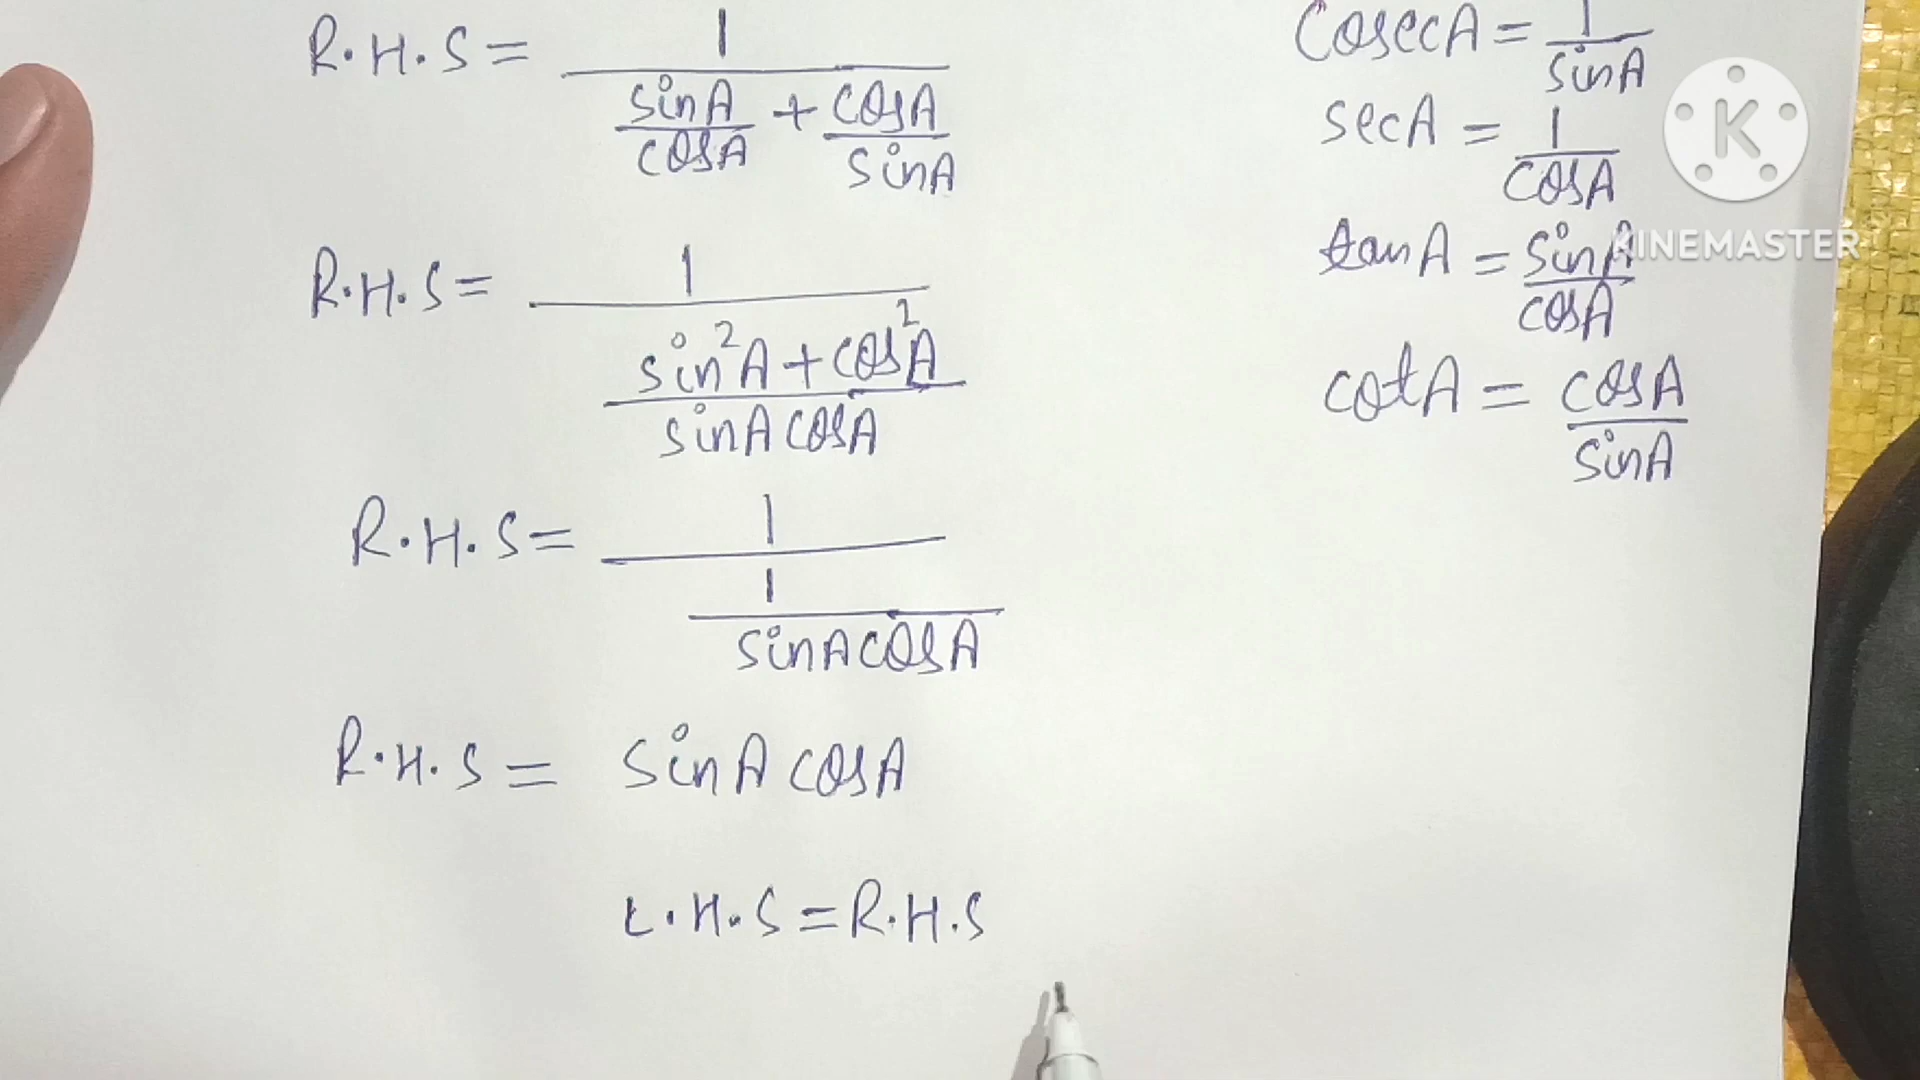 R.H.S = 1 / (sinA/cosA + cosA/sinA)
R.H.S = 1 / ((sin²A + cos²A)/(sinA cosA))
R.H.S = 1 / (1/(sinA cosA))
R.H.S = sinA cosA
L.H.S = R.H.S
CosecA = 1/sinA
secA = 1/cosA
tanA = sinA/cosA
cotA = cosA/sinA
K
KINEMASTER